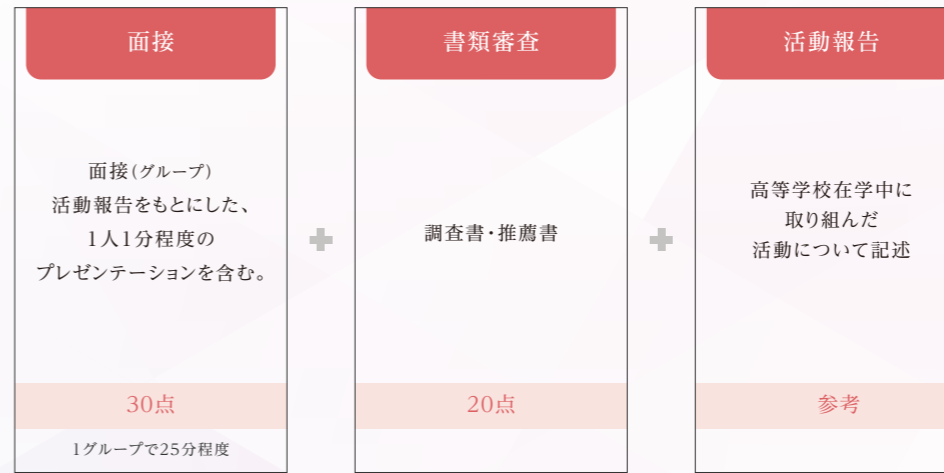 面接
面接(グループ)
活動報告をもとにした、
1人1分程度の
プレゼンテーションを含む。
30点
1グループで25分程度
書類審査
調査書・推薦書
20点
活動報告
高等学校在学中に
取り組んだ
活動について記述
参考